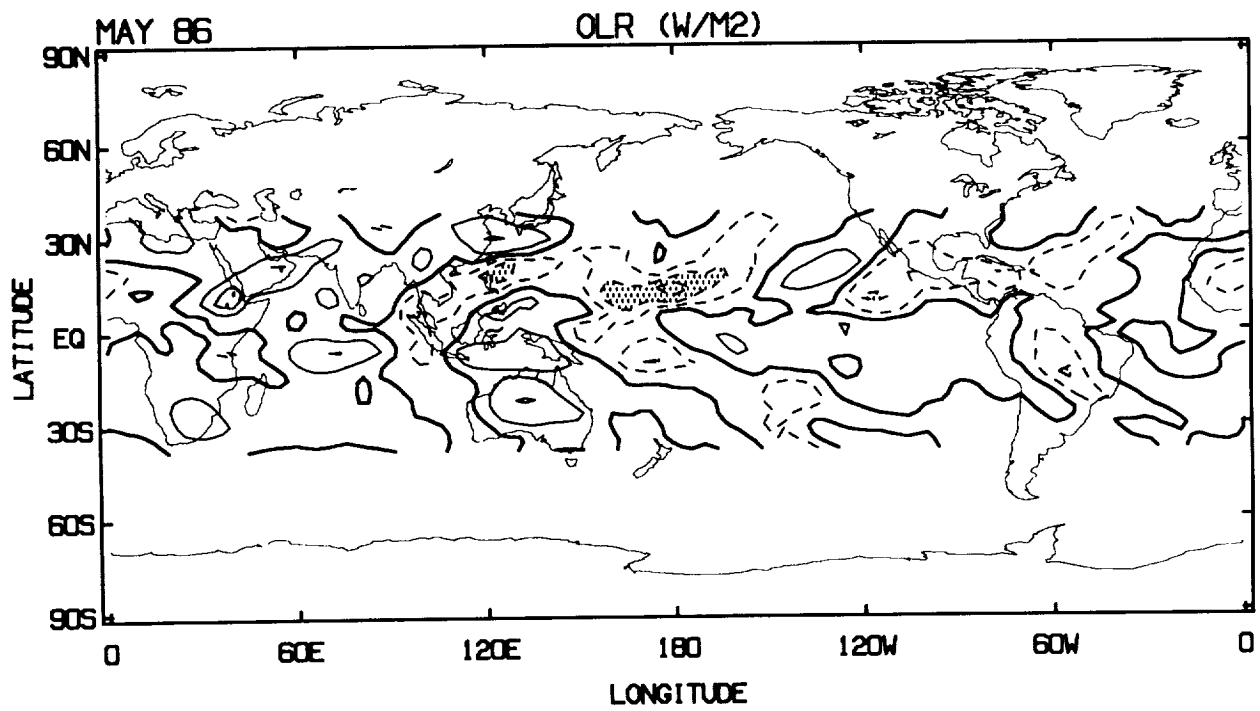 MAY 86
OLR (W/M2)
90N
60N
30N
EQ
30S
60S
90S
LATITUDE
0
60E
120E
180
120W
60W
0
LONGITUDE